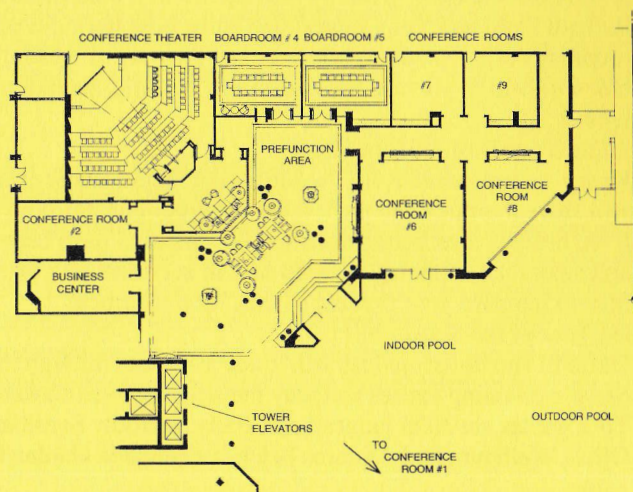 CONFERENCE THEATER
BOARDROOM #4
BOARDROOM #5
CONFERENCE ROOMS
#7
#9
PREFUNCTION
AREA
CONFERENCE
ROOM
#6
CONFERENCE
ROOM
#8
CONFERENCE ROOM
#2
BUSINESS
CENTER
INDOOR POOL
OUTDOOR POOL
TOWER
ELEVATORS
TO
CONFERENCE
ROOM #1